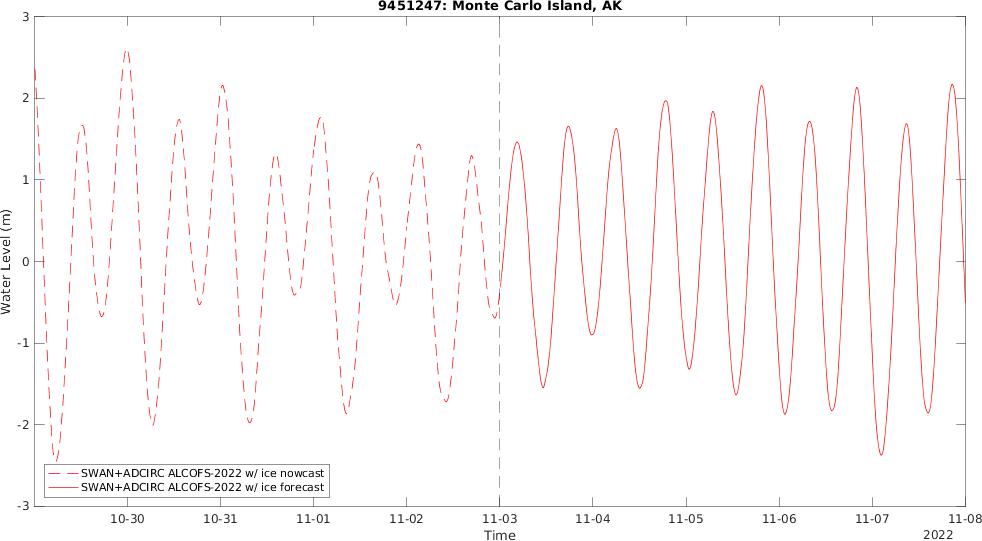 9451247: Monte Carlo Island, AK
3
2
1
0
-1
-2
-3
Water Level (m)
SWAN+ADCIRC ALCOFS-2022 w/ ice nowcast
SWAN+ADCIRC ALCOFS-2022 w/ ice forecast
10-30 10-31 11-01 11-02 11-03 11-04 11-05 11-06 11-07 11-08
Time
2022